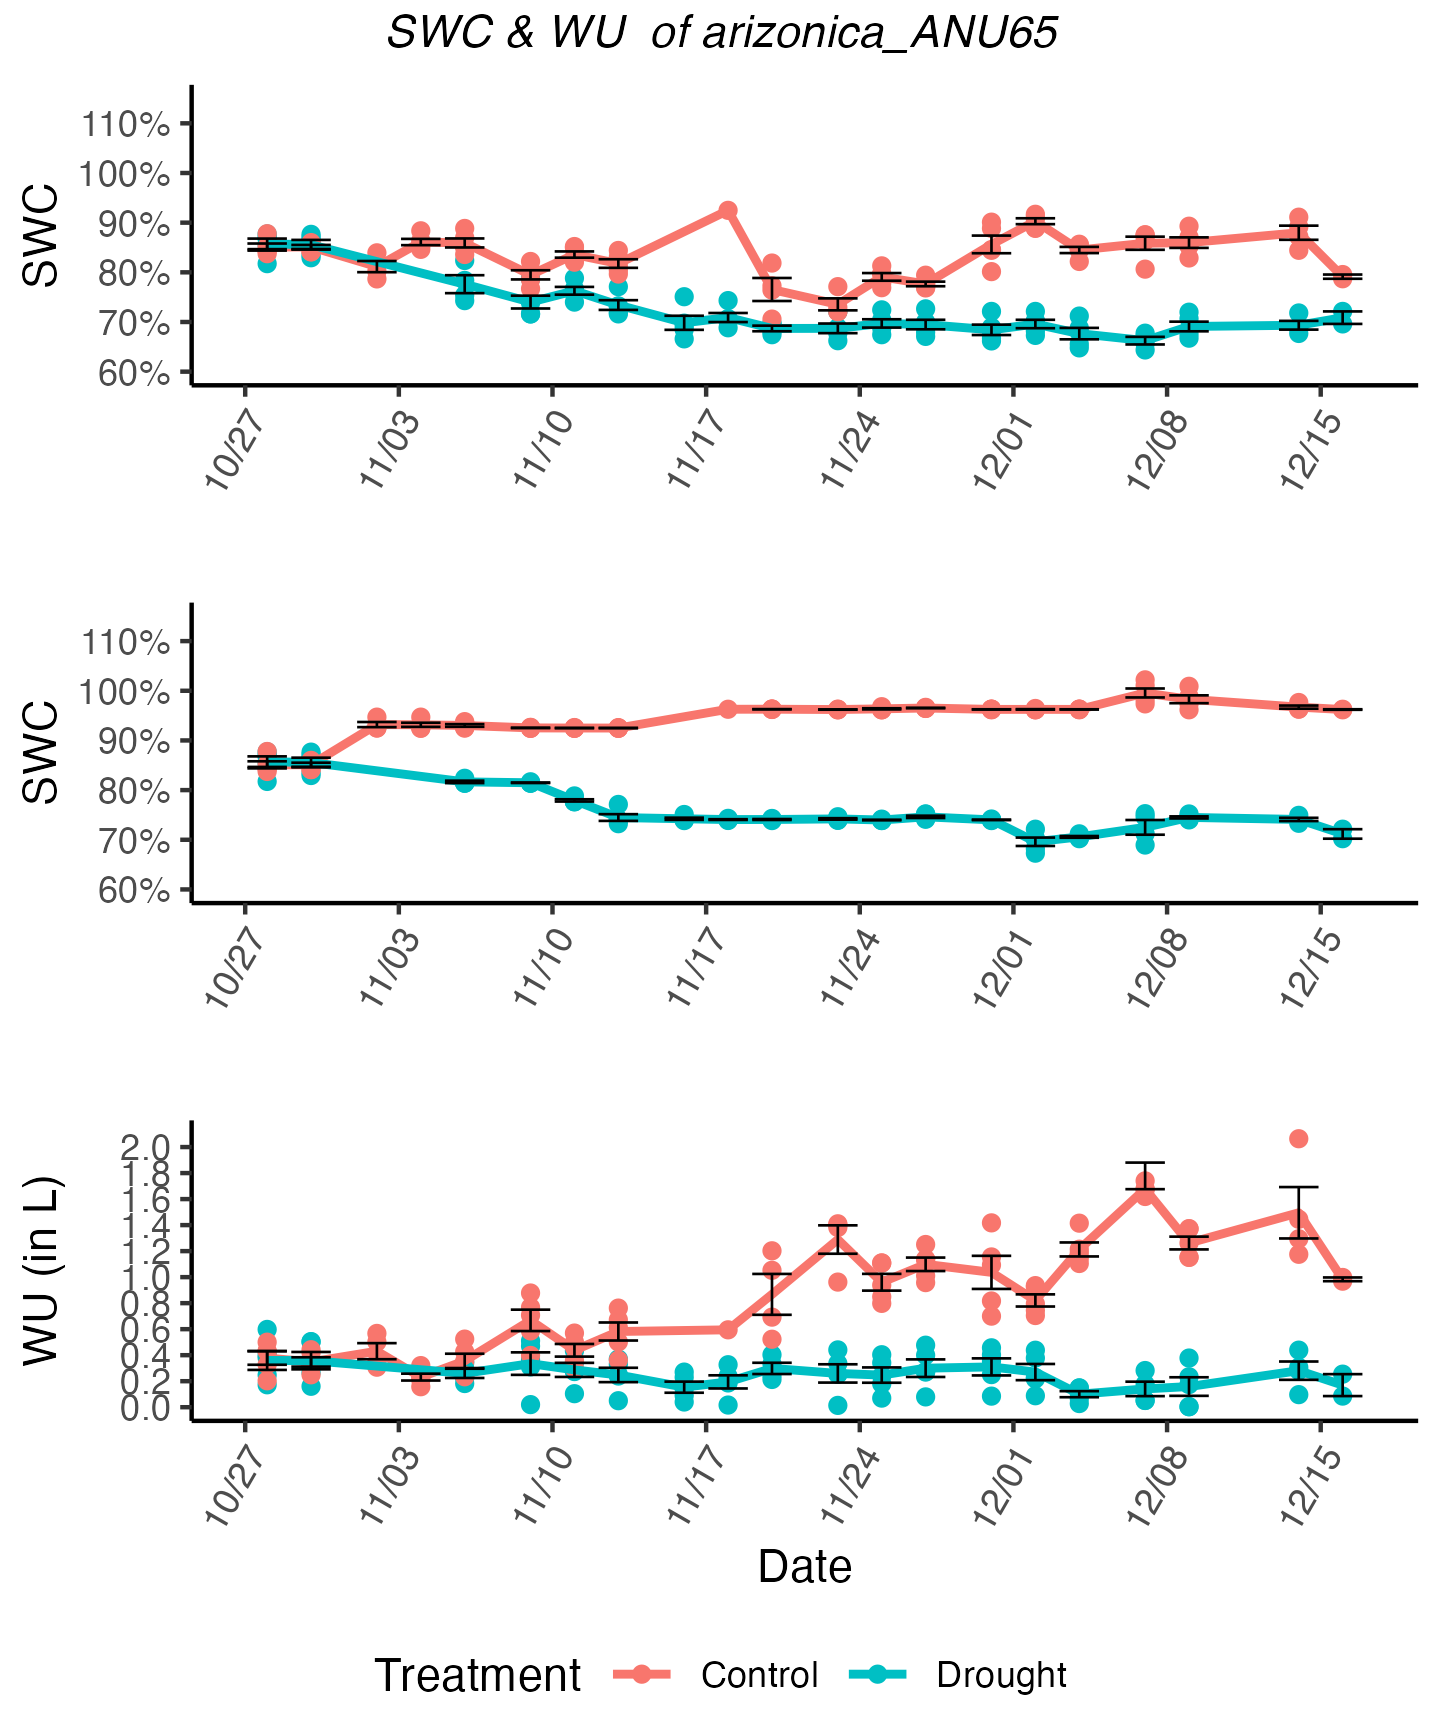 SWC & WU  of arizonica_ANU65
SWC
110%
100%
90%
80%
70%
60%
10/27 11/03 11/10 11/17 11/24 12/01 12/08 12/15
SWC
110%
100%
90%
80%
70%
60%
10/27 11/03 11/10 11/17 11/24 12/01 12/08 12/15
WU (in L)
2.0
1.8
1.6
1.4
1.2
1.0
0.8
0.6
0.4
0.2
0.0
10/27 11/03 11/10 11/17 11/24 12/01 12/08 12/15
Date
Treatment Control Drought